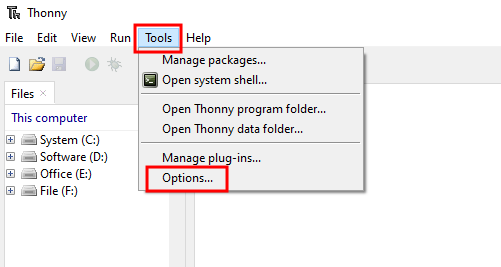 Thonny
File Edit View Run Tools Help
Manage packages...
Open system shell...
Open Thonny program folder...
Open Thonny data folder...
Manage plug-ins...
Options...
Files ×
This computer
System (C:)
Software (D:)
Office (E:)
File (F:)